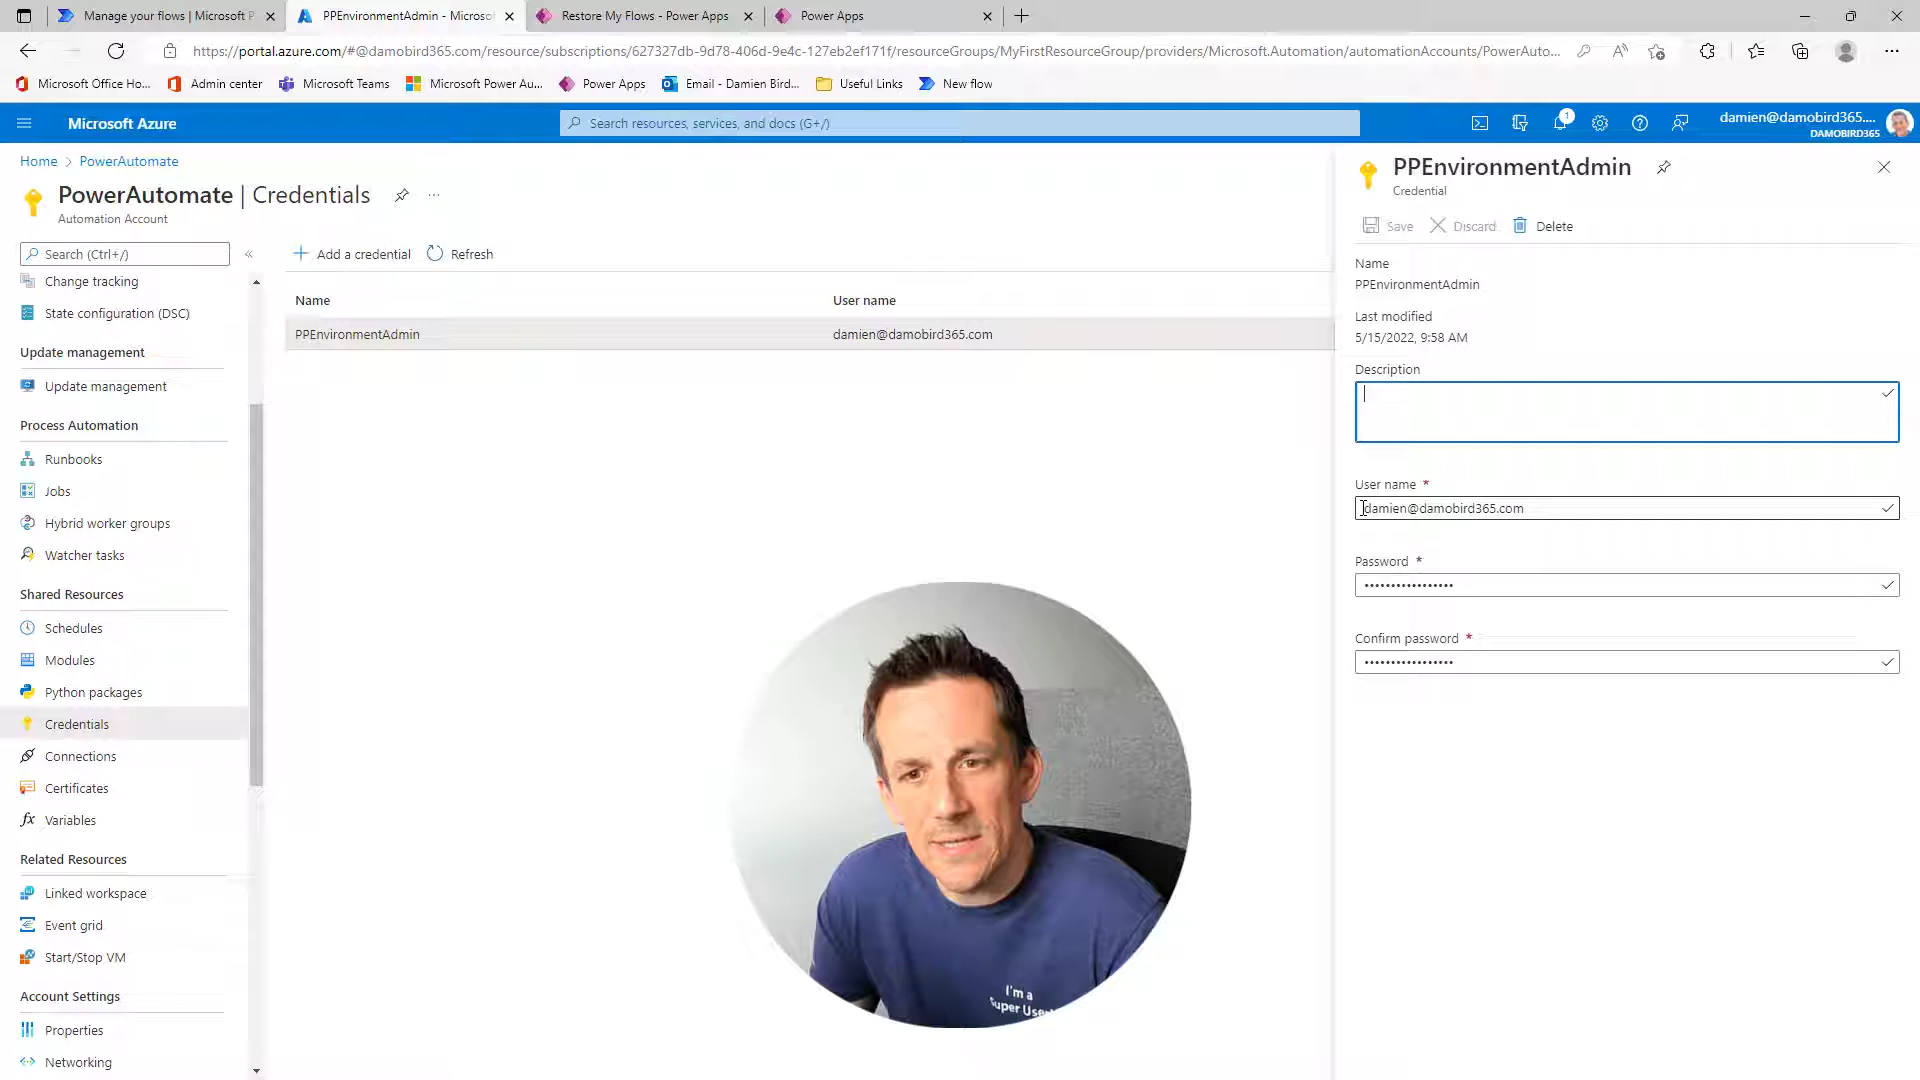 Manage your flows | Microsoft P
PPEnvironmentAdmin - Microsof
Restore My Flows - Power Apps
Power Apps
https://portal.azure.com/#@damobird365.com/resource/subscriptions/627327db-9d78-406d-9e4c-127eb2ef171f/resourceGroups/MyFirstResourceGroup/providers/Microsoft.Automation/automationAccounts/PowerAuto...
Microsoft Office Ho...
Admin center
Microsoft Teams
Microsoft Power Au...
Power Apps
Email - Damien Bird...
Useful Links
New flow
Microsoft Azure
Search resources, services, and docs (G+/)
1
damien@damobird365....
DAMOBIRD365
Home > PowerAutomate
PowerAutomate | Credentials
Automation Account
Search (Ctrl+/)
Change tracking
State configuration (DSC)
Update management
Update management
Process Automation
Runbooks
Jobs
Hybrid worker groups
Watcher tasks
Shared Resources
Schedules
Modules
Python packages
Credentials
Connections
Certificates
Variables
Related Resources
Linked workspace
Event grid
Start/Stop VM
Account Settings
Properties
Networking
Add a credential
Refresh
Name
User name
PPEnvironmentAdmin
damien@damobird365.com
PPEnvironmentAdmin
Credential
Save
Discard
Delete
Name
PPEnvironmentAdmin
Last modified
5/15/2022, 9:58 AM
Description
User name *
damien@damobird365.com
Password *
•••••••••••••••••
Confirm password *
•••••••••••••••••
I'm a
Super User